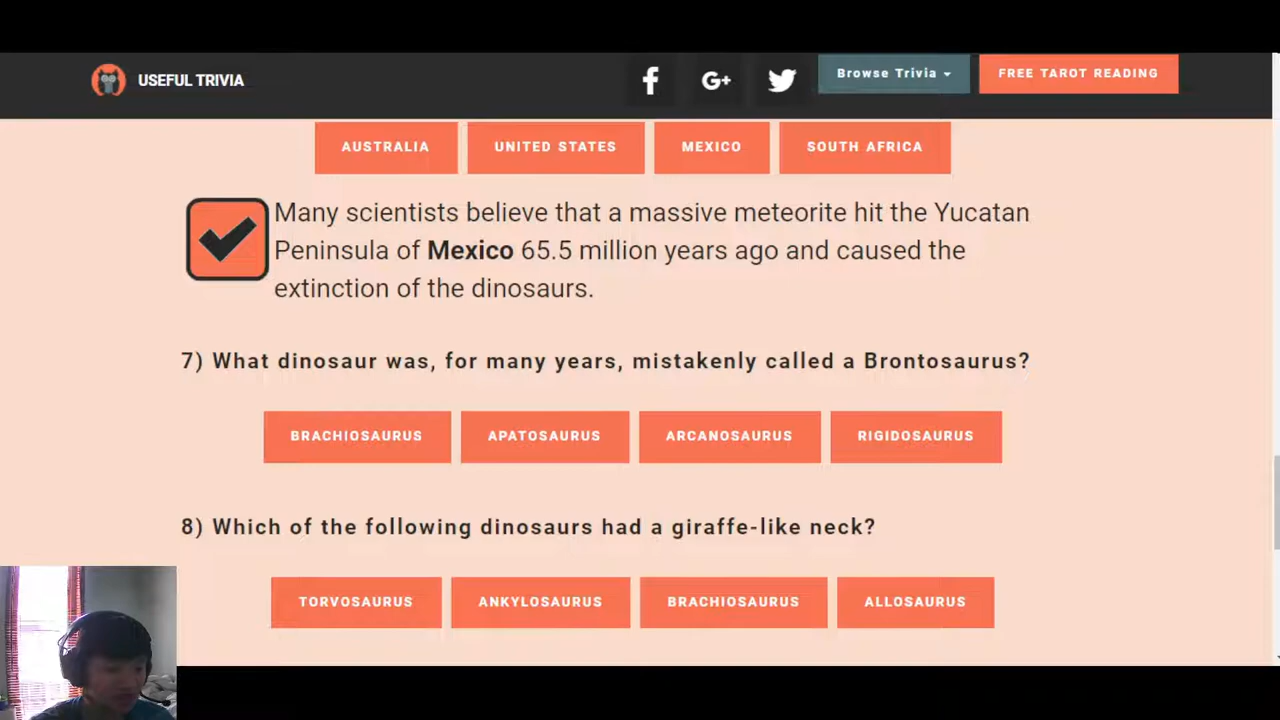 USEFUL TRIVIA
f
G+
Browse Trivia
FREE TAROT READING
AUSTRALIA
UNITED STATES
MEXICO
SOUTH AFRICA
Many scientists believe that a massive meteorite hit the Yucatan
Peninsula of Mexico 65.5 million years ago and caused the
extinction of the dinosaurs.
7) What dinosaur was, for many years, mistakenly called a Brontosaurus?
BRACHIOSAURUS
APATOSAURUS
ARCANOSAURUS
RIGIDOSAURUS
8) Which of the following dinosaurs had a giraffe-like neck?
TORVOSAURUS
ANKYLOSAURUS
BRACHIOSAURUS
ALLOSAURUS